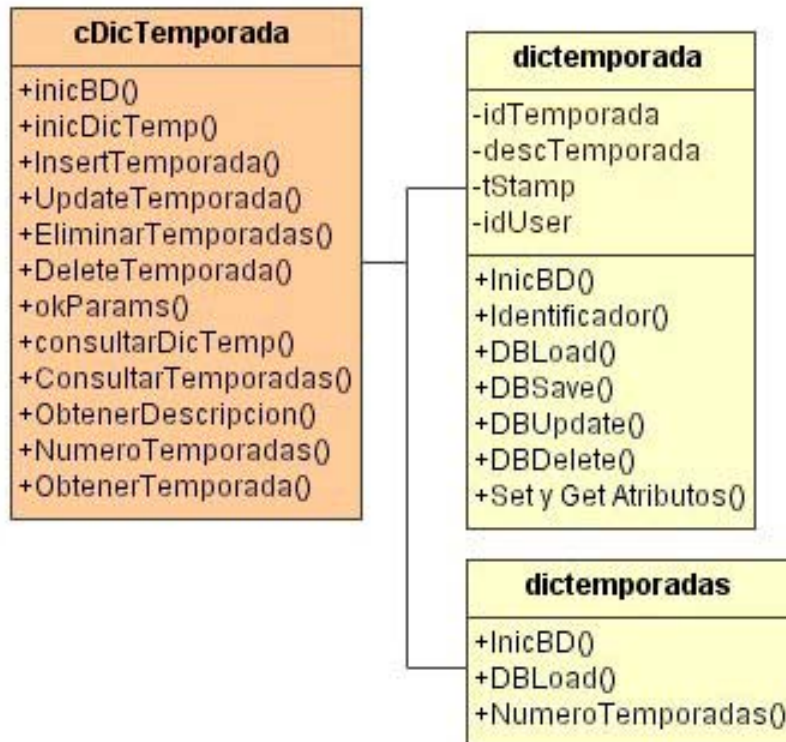 cDicTemporada
+inicBD()
+inicDicTemp()
+InsertTemporada()
+UpdateTemporada()
+EliminarTemporadas()
+DeleteTemporada()
+okParams()
+consultarDicTemp()
+ConsultarTemporadas()
+ObtenerDescripcion()
+NumeroTemporadas()
+ObtenerTemporada()
dictemporada
-idTemporada
-descTemporada
-tStamp
-idUser
+InicBD()
+Identificador()
+DBLoad()
+DBSave()
+DBUpdate()
+DBDelete()
+Set y Get Atributos()
dictemporadas
+InicBD()
+DBLoad()
+NumeroTemporadas()